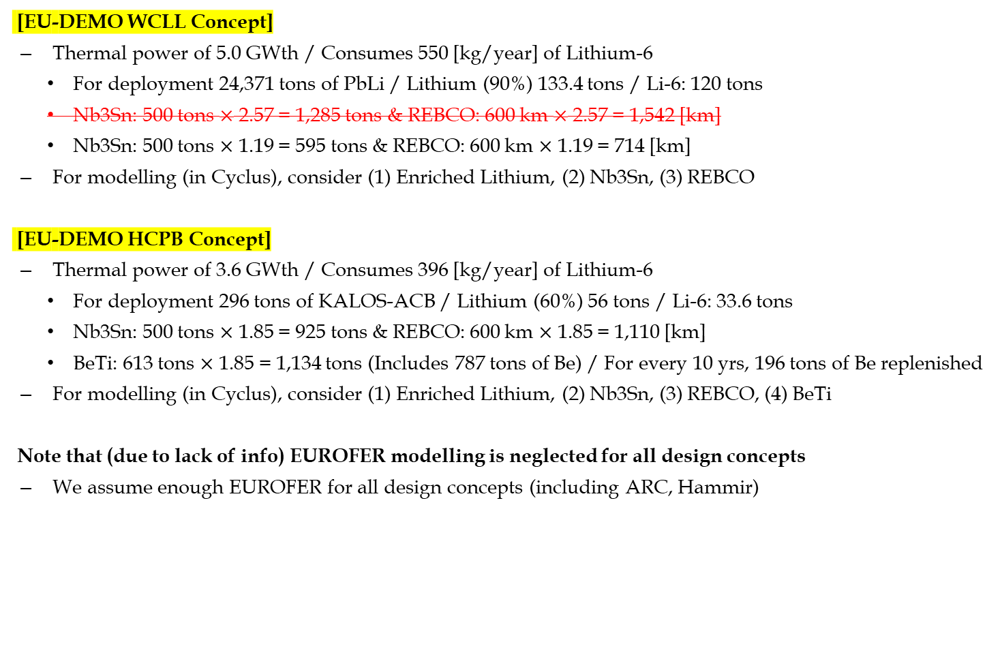 [EU-DEMO WCLL Concept]
– Thermal power of 5.0 GWth / Consumes 550 [kg/year] of Lithium-6
• For deployment 24,371 tons of PbLi / Lithium (90%) 133.4 tons / Li-6: 120 tons
• Nb3Sn: 500 tons × 2.57 = 1,285 tons & REBCO: 600 km × 2.57 = 1,542 [km]
• Nb3Sn: 500 tons × 1.19 = 595 tons & REBCO: 600 km × 1.19 = 714 [km]
– For modelling (in Cyclus), consider (1) Enriched Lithium, (2) Nb3Sn, (3) REBCO
[EU-DEMO HCPB Concept]
– Thermal power of 3.6 GWth / Consumes 396 [kg/year] of Lithium-6
• For deployment 296 tons of KALOS-ACB / Lithium (60%) 56 tons / Li-6: 33.6 tons
• Nb3Sn: 500 tons × 1.85 = 925 tons & REBCO: 600 km × 1.85 = 1,110 [km]
• BeTi: 613 tons × 1.85 = 1,134 tons (Includes 787 tons of Be) / For every 10 yrs, 196 tons of Be replenished
– For modelling (in Cyclus), consider (1) Enriched Lithium, (2) Nb3Sn, (3) REBCO, (4) BeTi
Note that (due to lack of info) EUROFER modelling is neglected for all design concepts
– We assume enough EUROFER for all design concepts (including ARC, Hammir)